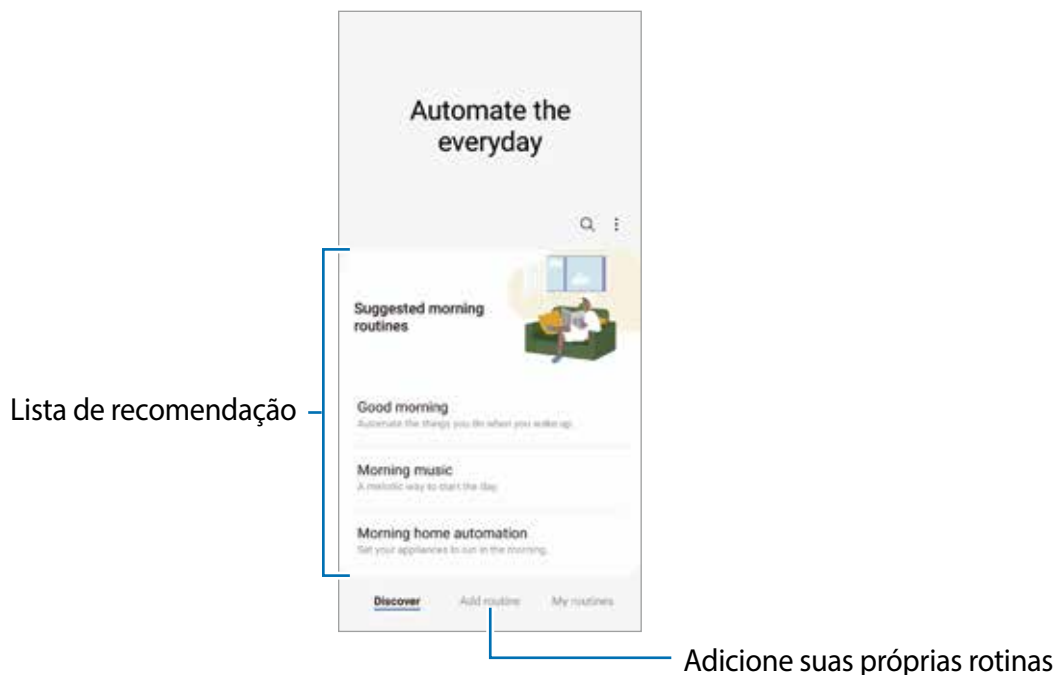 Automate the
everyday
Suggested morning
routines
Lista de recomendação
Good morning
Automate the things you do when you wake up.
Morning music
A melodic way to start the day.
Morning home automation
Set your appliances to run in the morning.
Discover Add routine My routines
Adicione suas próprias rotinas